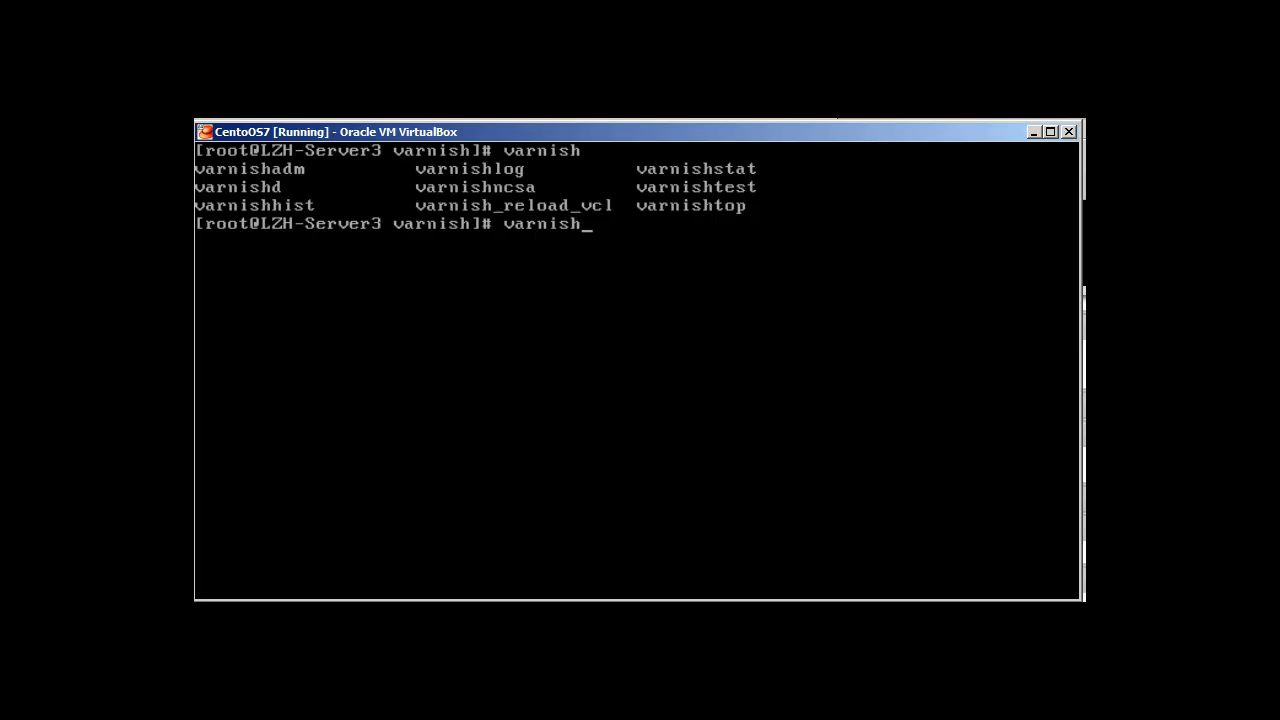 CentoOS7 [Running] - Oracle VM VirtualBox
[root@LZH-Server3 varnish]# varnish
varnishadm varnishlog varnishstat
varnishd varnishncsa varnishtest
varnishhist varnish_reload_vcl varnishtop
[root@LZH-Server3 varnish]# varnish_